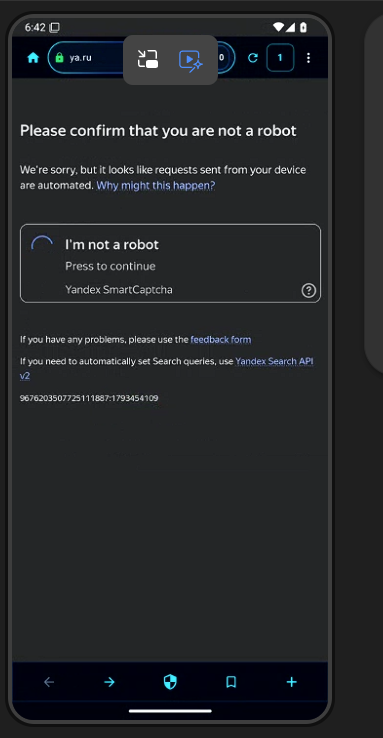 6:42
ya.ru
0
1
Please confirm that you are not a robot
We're sorry, but it looks like requests sent from your device
are automated. Why might this happen?
I'm not a robot
Press to continue
Yandex SmartCaptcha
?
If you have any problems, please use the feedback form
If you need to automatically set Search queries, use Yandex Search API
v2
9676203507725111887:1793454109